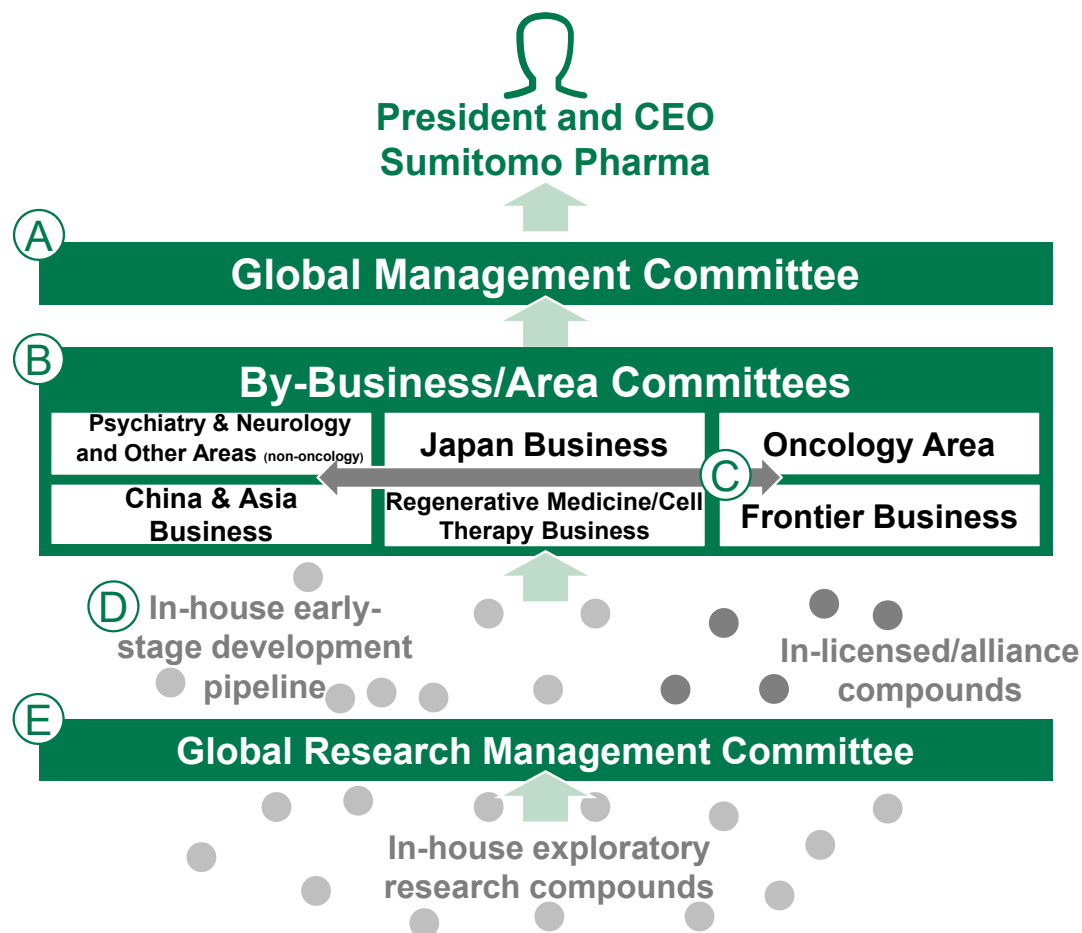 President and CEO
Sumitomo Pharma
A
Global Management Committee
B
By-Business/Area Committees
Psychiatry & Neurology
and Other Areas (non-oncology)
Japan Business
Oncology Area
C
China & Asia
Business
Regenerative Medicine/Cell
Therapy Business
Frontier Business
D
In-house early-
stage development
pipeline
In-licensed/alliance
compounds
E
Global Research Management Committee
In-house exploratory
research compounds